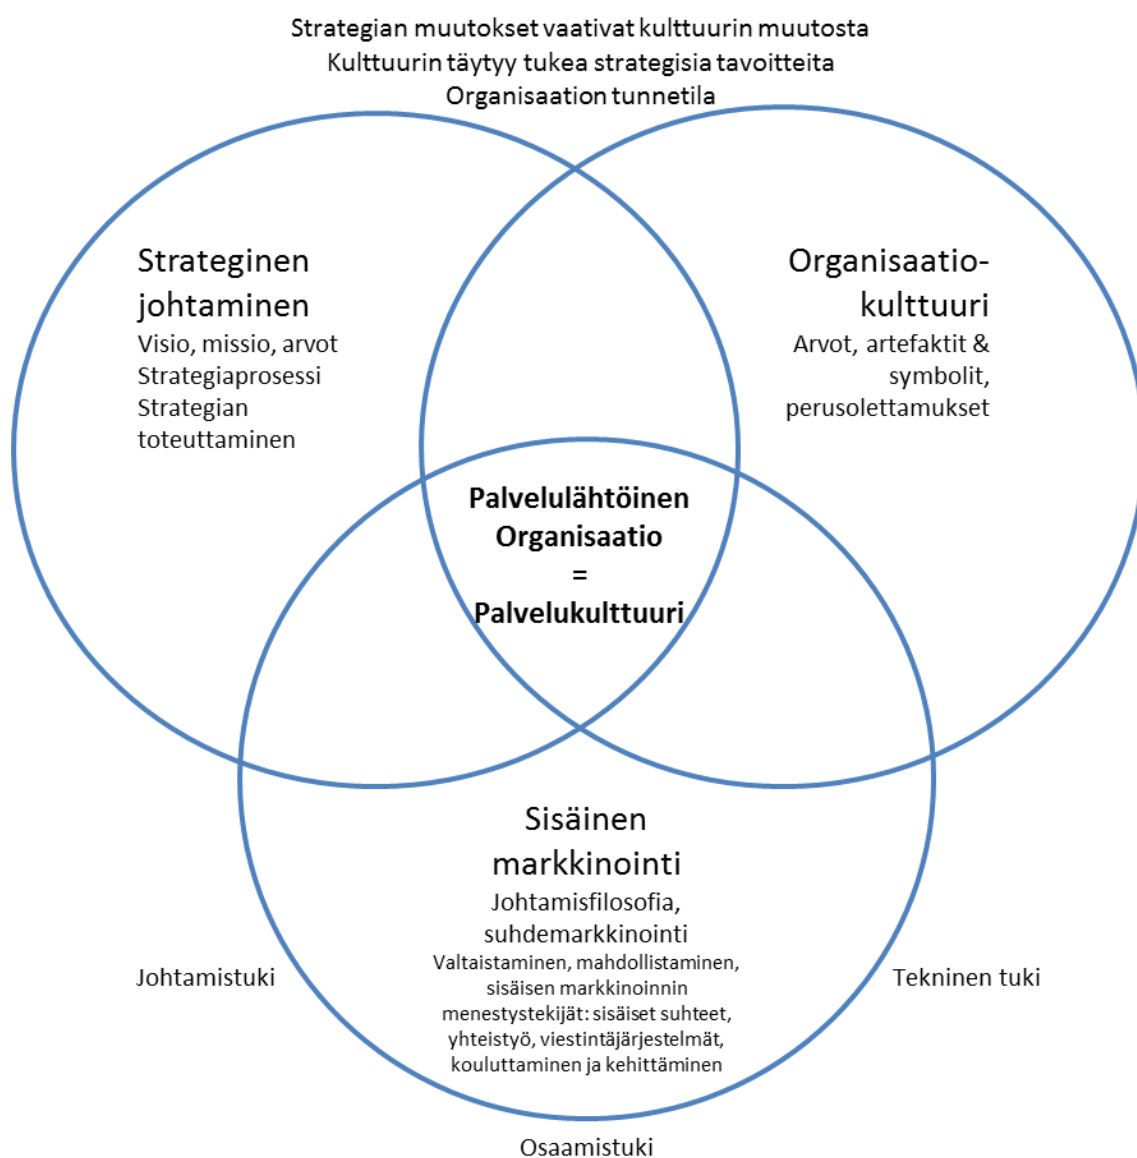 Strategian muutokset vaativat kulttuurin muutosta
Kulttuurin täytyy tukea strategisia tavoitteita
Organisaation tunnetila
Strateginen
johtaminen
Visio, missio, arvot
Strategiaprosessi
Strategian
toteuttaminen
Organisaatio-
kulttuuri
Arvot, artefaktit &
symbolit,
perusolettamukset
Palvelulähtöinen
Organisaatio
=
Palvelukulttuuri
Sisäinen
markkinointi
Johtamisfilosofia,
suhdemarkkinointi
Valtaistaminen, mahdollistaminen,
sisäisen markkinoinnin
menestystekijät: sisäiset suhteet,
yhteistyö, viestintäjärjestelmät,
kouluttaminen ja kehittäminen
Johtamistuki
Tekninen tuki
Osaamistuki